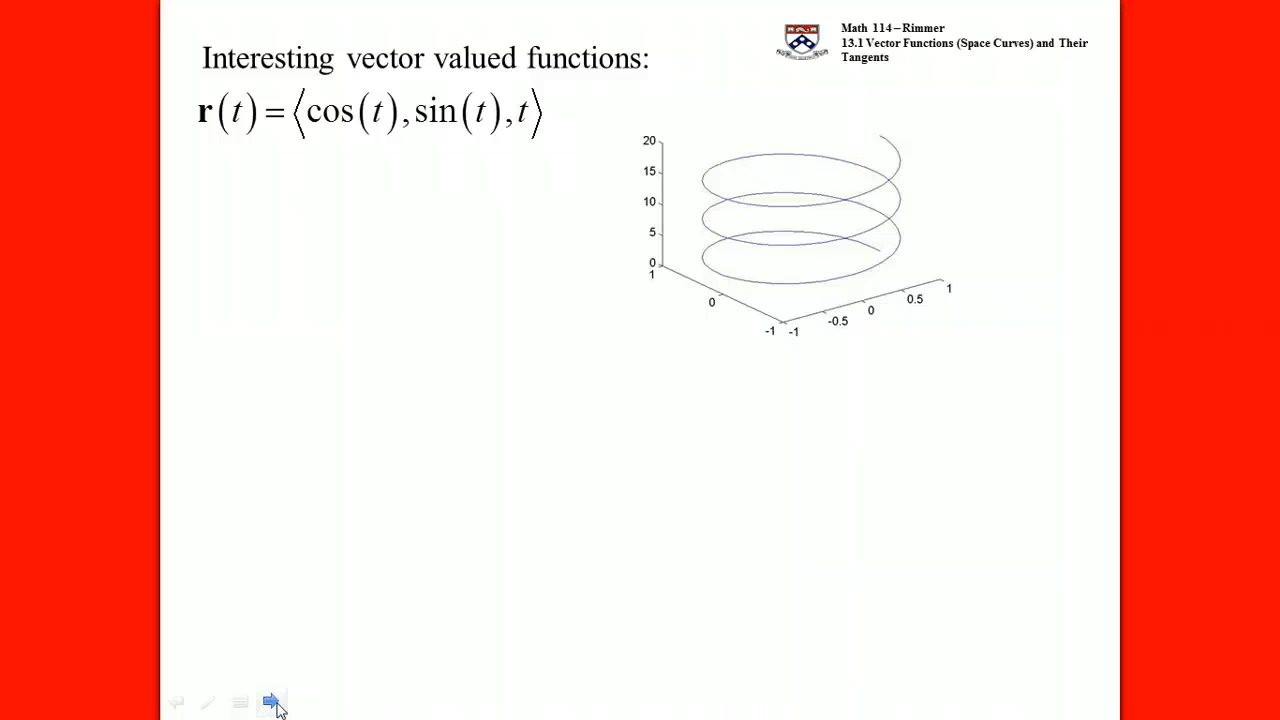 Math 114 – Rimmer
13.1 Vector Functions (Space Curves) and Their
Tangents
Interesting vector valued functions:
r(t) = ⟨cos(t), sin(t), t⟩
20
15
10
5
0
1
0
-1
-1
-0.5
0
0.5
1